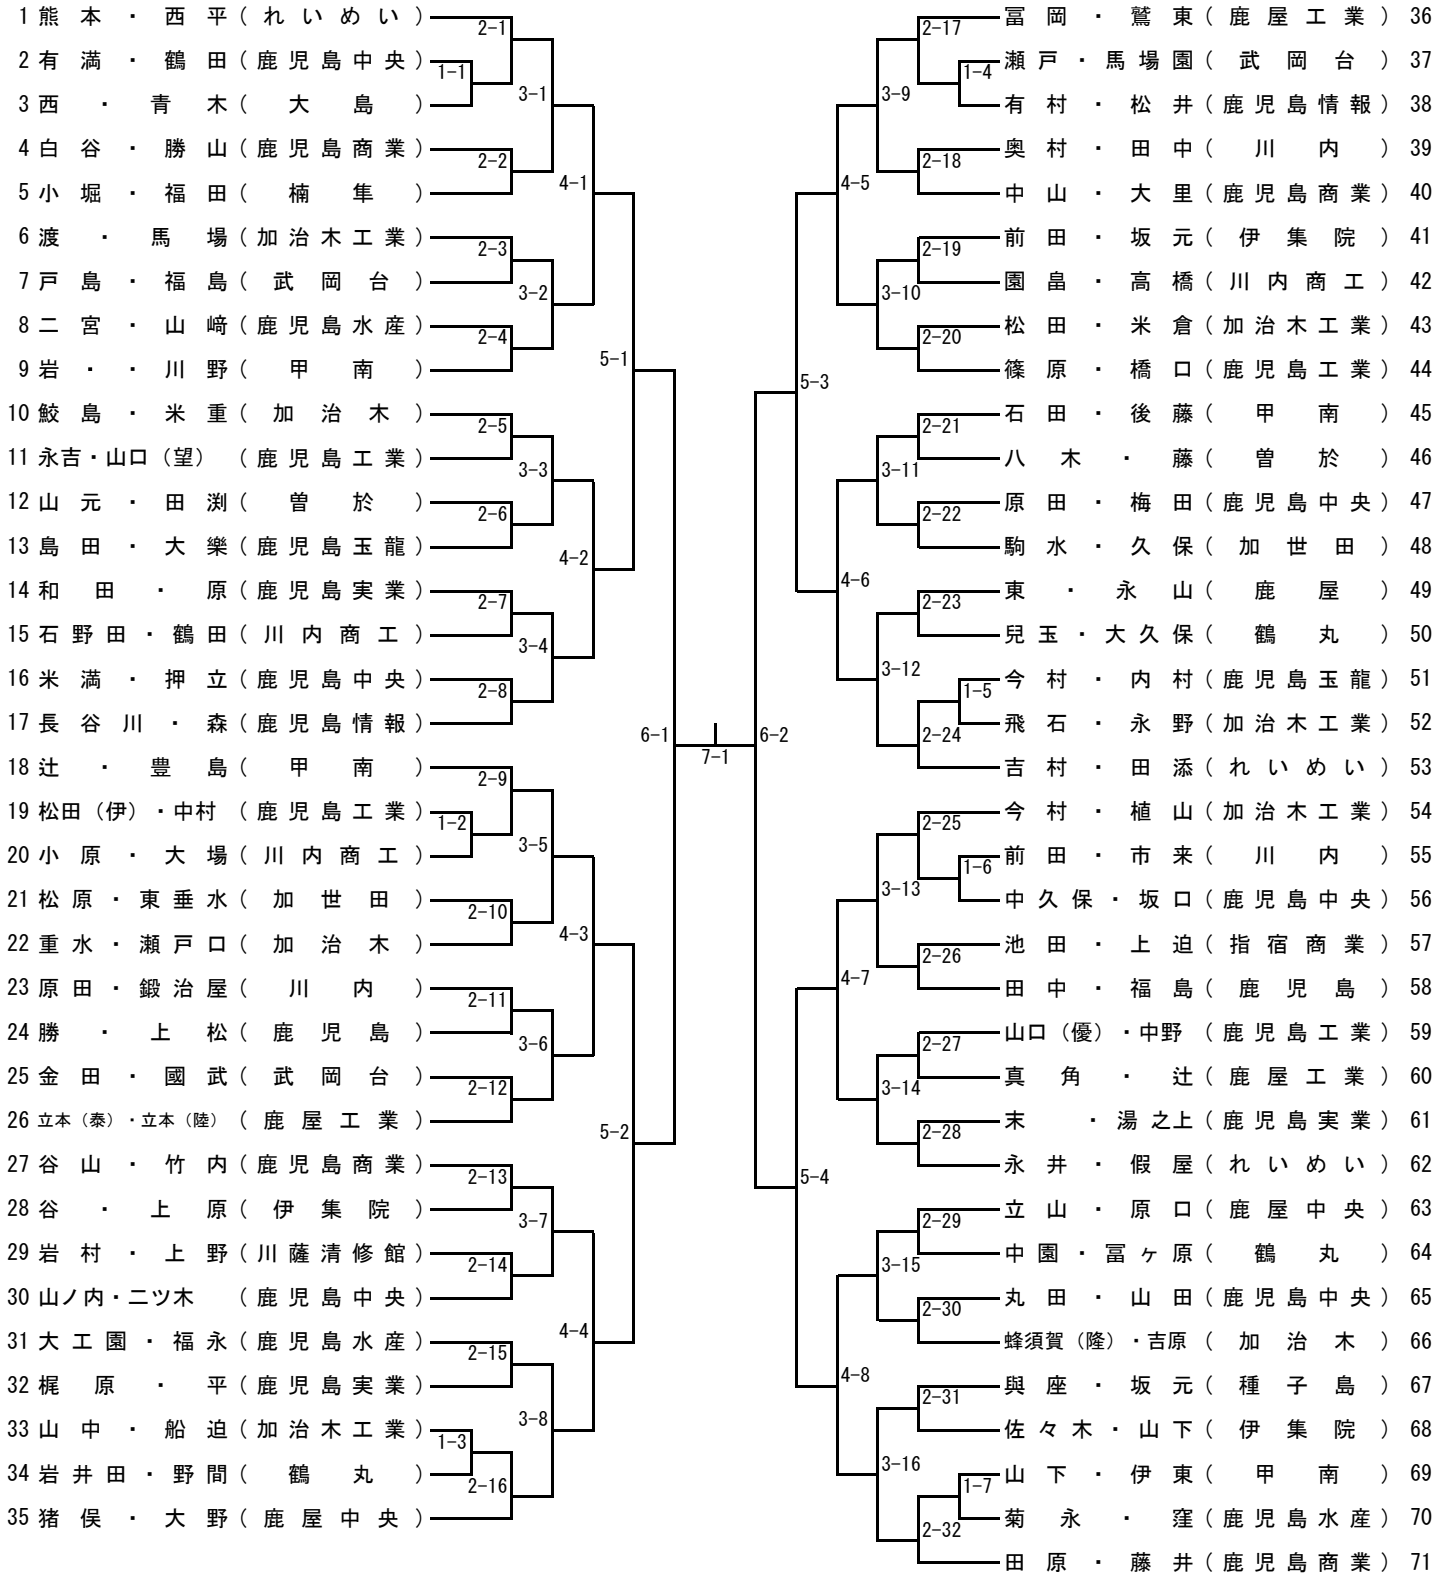 1 熊本・西平(れいめい)
2 有満・鶴田(鹿児島中央)
3 西・青木(大島)
4 白谷・勝山(鹿児島商業)
5 小堀・福田(楠隼)
6 渡・馬場(加治木工業)
7 戸島・福島(武岡台)
8 二宮・山﨑(鹿児島水産)
9 岩・・川野(甲南)
10 鮫島・米重(加治木)
11 永吉・山口(望)(鹿児島工業)
12 山元・田渕(曽於)
13 島田・大樂(鹿児島玉龍)
14 和田・原(鹿児島実業)
15 石野田・鶴田(川内商工)
16 米満・押立(鹿児島中央)
17 長谷川・森(鹿児島情報)
18 辻・豊島(甲南)
19 松田(伊)・中村(鹿児島工業)
20 小原・大場(川内商工)
21 松原・東垂水(加世田)
22 重水・瀬戸口(加治木)
23 原田・鍛治屋(川内)
24 勝・上松(鹿児島)
25 金田・國武(武岡台)
26 立本(泰)・立本(陸)(鹿屋工業)
27 谷山・竹内(鹿児島商業)
28 谷・上原(伊集院)
29 岩村・上野(川薩清修館)
30 山ノ内・二ツ木(鹿児島中央)
31 大工園・福永(鹿児島水産)
32 梶原・平(鹿児島実業)
33 山中・船迫(加治木工業)
34 岩井田・野間(鶴丸)
35 猪俣・大野(鹿屋中央)
1-1
1-2
1-3
2-1
2-2
2-3
2-4
2-5
2-6
2-7
2-8
2-9
2-10
2-11
2-12
2-13
2-14
2-15
2-16
3-1
3-2
3-3
3-4
3-5
3-6
3-7
3-8
4-1
4-2
4-3
4-4
5-1
5-2
6-1
7-1
6-2
5-3
5-4
4-5
4-6
4-7
4-8
3-9
3-10
3-11
3-12
3-13
3-14
3-15
3-16
2-17
2-18
2-19
2-20
2-21
2-22
2-23
2-24
2-25
2-26
2-27
2-28
2-29
2-30
2-31
2-32
1-4
1-5
1-6
1-7
冨岡・鷲東(鹿屋工業) 36
瀬戸・馬場園(武岡台) 37
有村・松井(鹿児島情報) 38
奥村・田中(川内) 39
中山・大里(鹿児島商業) 40
前田・坂元(伊集院) 41
園畠・高橋(川内商工) 42
松田・米倉(加治木工業) 43
篠原・橋口(鹿児島工業) 44
石田・後藤(甲南) 45
八木・藤(曽於) 46
原田・梅田(鹿児島中央) 47
駒水・久保(加世田) 48
東・永山(鹿屋) 49
兒玉・大久保(鶴丸) 50
今村・内村(鹿児島玉龍) 51
飛石・永野(加治木工業) 52
吉村・田添(れいめい) 53
今村・植山(加治木工業) 54
前田・市来(川内) 55
中久保・坂口(鹿児島中央) 56
池田・上迫(指宿商業) 57
田中・福島(鹿児島) 58
山口(優)・中野(鹿児島工業) 59
真角・辻(鹿屋工業) 60
末・湯之上(鹿児島実業) 61
永井・假屋(れいめい) 62
立山・原口(鹿屋中央) 63
中園・冨ヶ原(鶴丸) 64
丸田・山田(鹿児島中央) 65
蜂須賀(隆)・吉原(加治木) 66
與座・坂元(種子島) 67
佐々木・山下(伊集院) 68
山下・伊東(甲南) 69
菊永・窪(鹿児島水産) 70
田原・藤井(鹿児島商業) 71